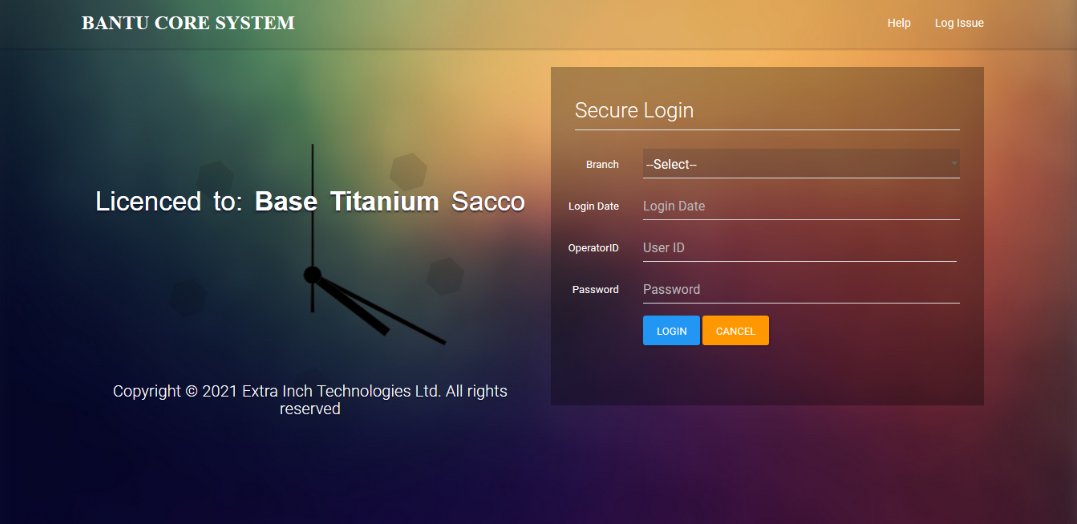 BANTU CORE SYSTEM
Help
Log Issue
Secure Login
Branch
--Select--
Licenced to: Base Titanium Sacco
Login Date
Login Date
OperatorID
User ID
Password
Password
LOGIN
CANCEL
Copyright © 2021 Extra Inch Technologies Ltd. All rights
reserved